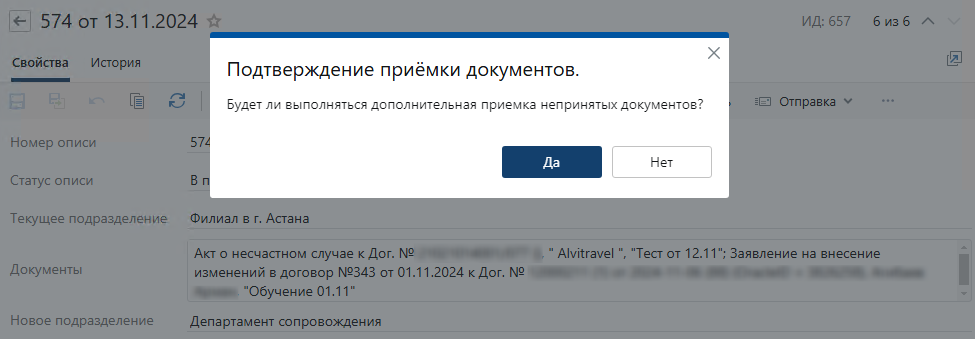 574 от 13.11.2024
ИД: 657
6 из 6
Свойства
История
Отправка
Подтверждение приёмки документов.
Будет ли выполняться дополнительная приемка непринятых документов?
Да
Нет
Номер описи
574
Статус описи
В п
Текущее подразделение
Филиал в г. Астана
Документы
Акт о несчастном случае к Дог. № " Alvitravel ", "Тест от 12.11"; Заявление на внесение
изменений в договор №343 от 01.11.2024 к Дог. №
"Обучение 01.11"
Новое подразделение
Департамент сопровождения